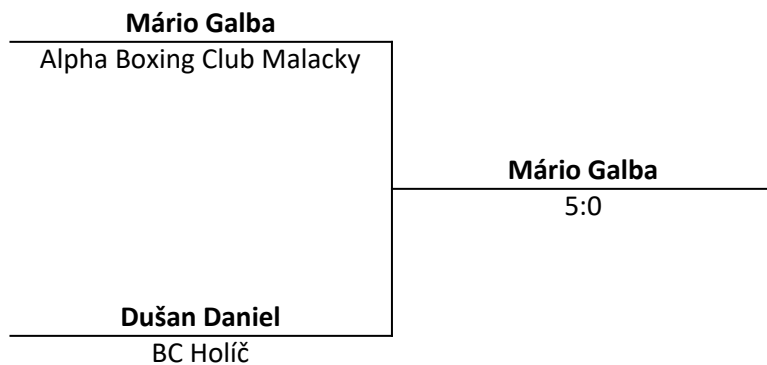 Mário Galba
Alpha Boxing Club Malacky
Mário Galba
5:0
Dušan Daniel
BC Holíč